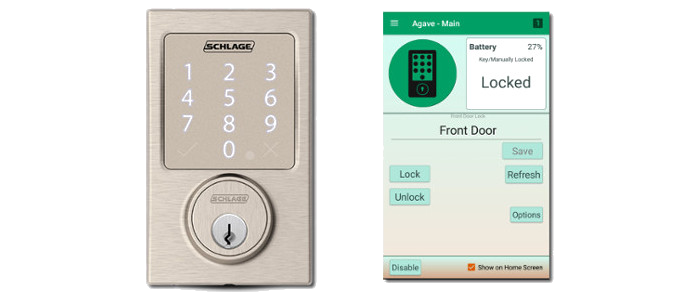 SCHLAGE
1 2 3
4 5 6
7 8 9
0
SCHLAGE
Agave - Main
1
Battery 27%
Key/Manually Locked
Locked
Front Door Lock
Front Door
Save
Lock
Refresh
Unlock
Options
Disable
Show on Home Screen